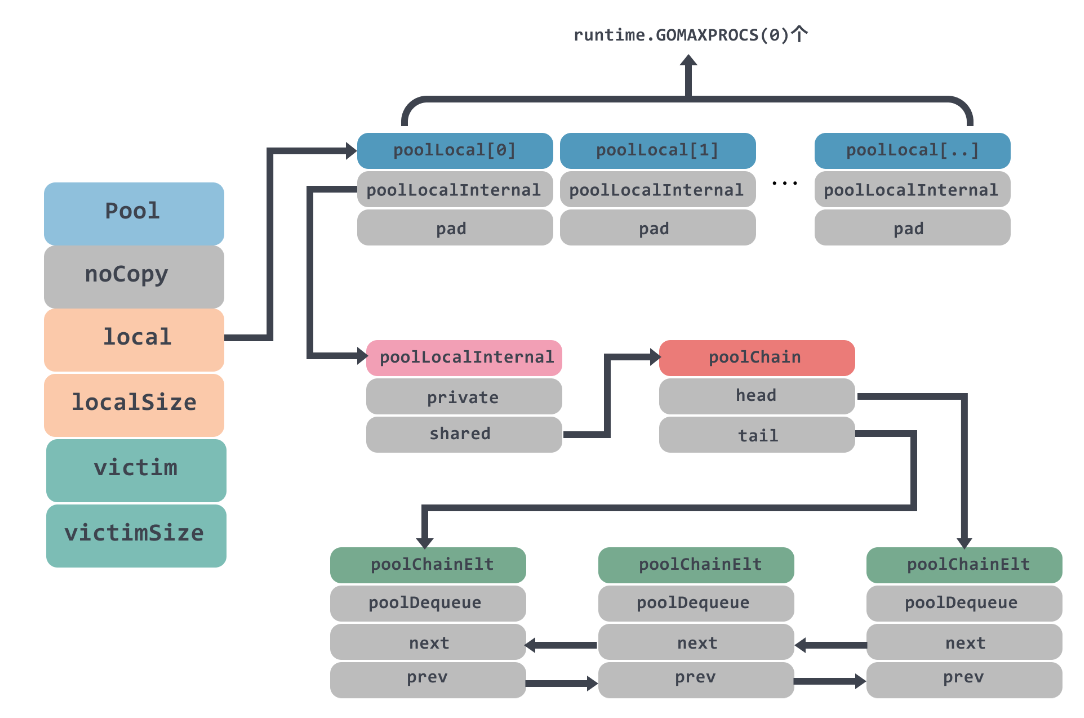 runtime.GOMAXPROCS(0)个
Pool
noCopy
local
localSize
victim
victimSize
poolLocal[0]
poolLocalInternal
pad
poolLocal[1]
poolLocalInternal
pad
...
poolLocal[..]
poolLocalInternal
pad
poolLocalInternal
private
shared
poolChain
head
tail
poolChainElt
poolDequeue
next
prev
poolChainElt
poolDequeue
next
prev
poolChainElt
poolDequeue
next
prev